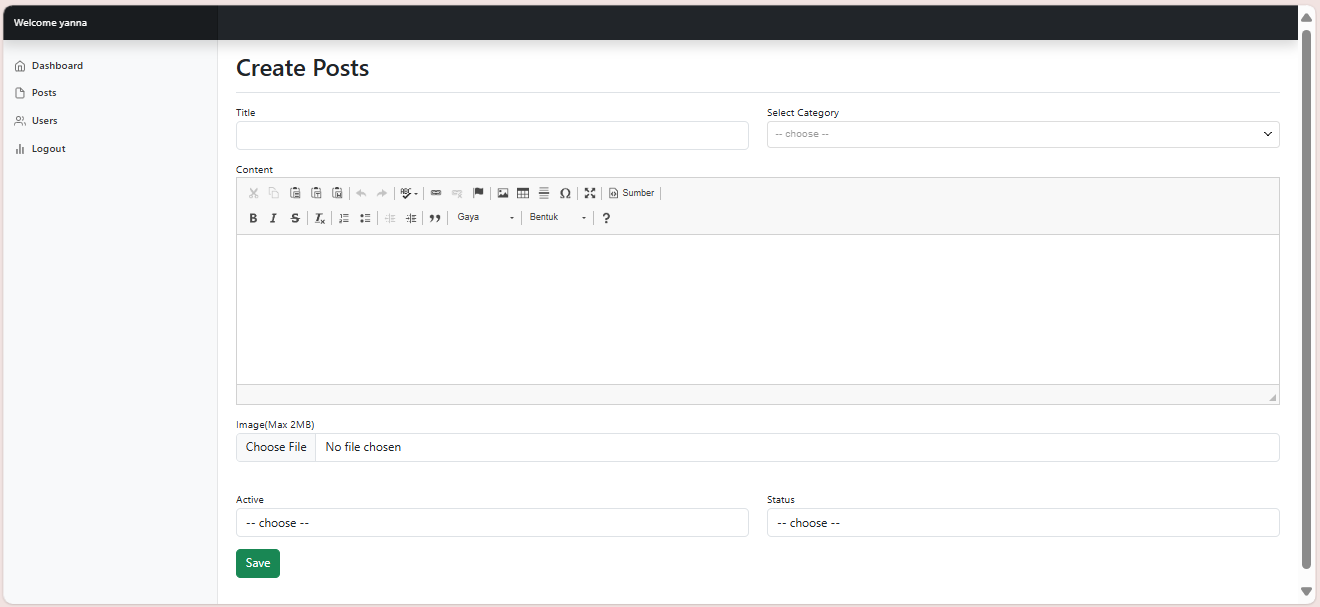 Welcome yanna
Dashboard
Posts
Users
Logout
Create Posts
Title
Select Category
-- choose --
Content
ABC
Sumber
Gaya
Bentuk
?
Image(Max 2MB)
Choose File No file chosen
Active
Status
-- choose --
-- choose --
Save